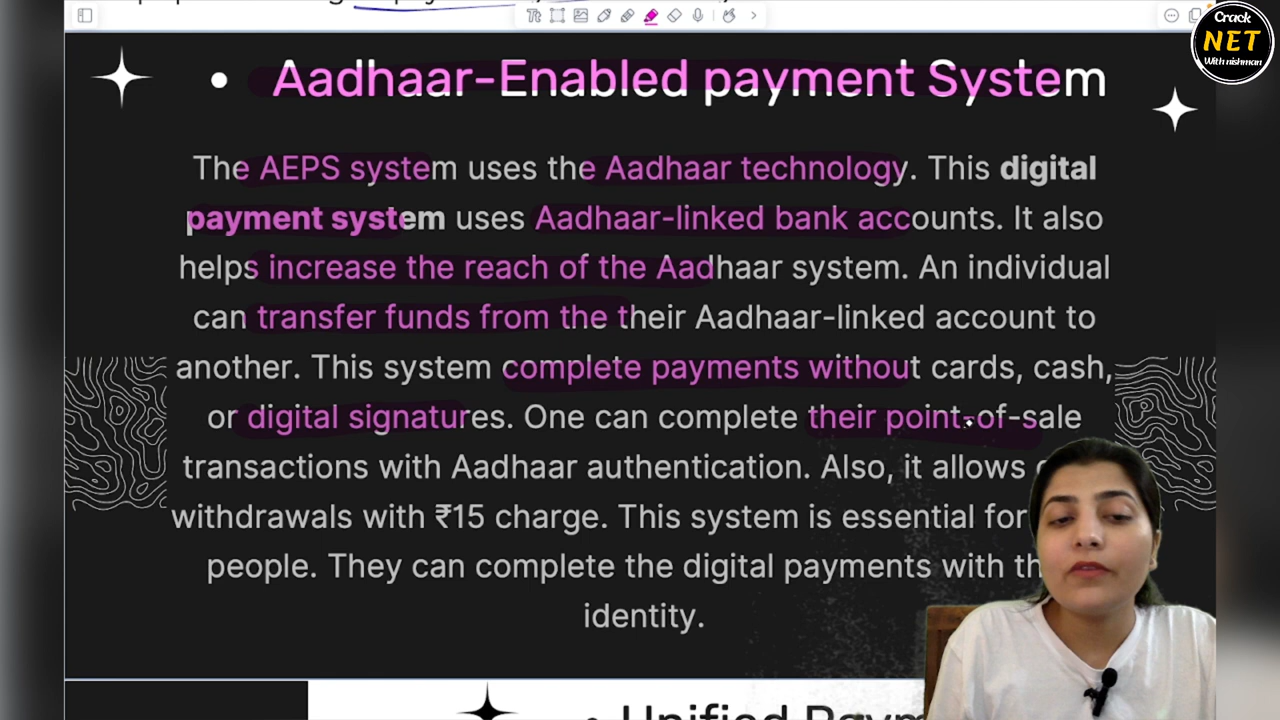 Crack
NET
With nishman
• Aadhaar-Enabled payment System
The AEPS system uses the Aadhaar technology. This digital
payment system uses Aadhaar-linked bank accounts. It also
helps increase the reach of the Aadhaar system. An individual
can transfer funds from the their Aadhaar-linked account to
another. This system complete payments without cards, cash,
or digital signatures. One can complete their point-of-sale
transactions with Aadhaar authentication. Also, it allows
withdrawals with ₹15 charge. This system is essential for
people. They can complete the digital payments with
identity.
• Unified